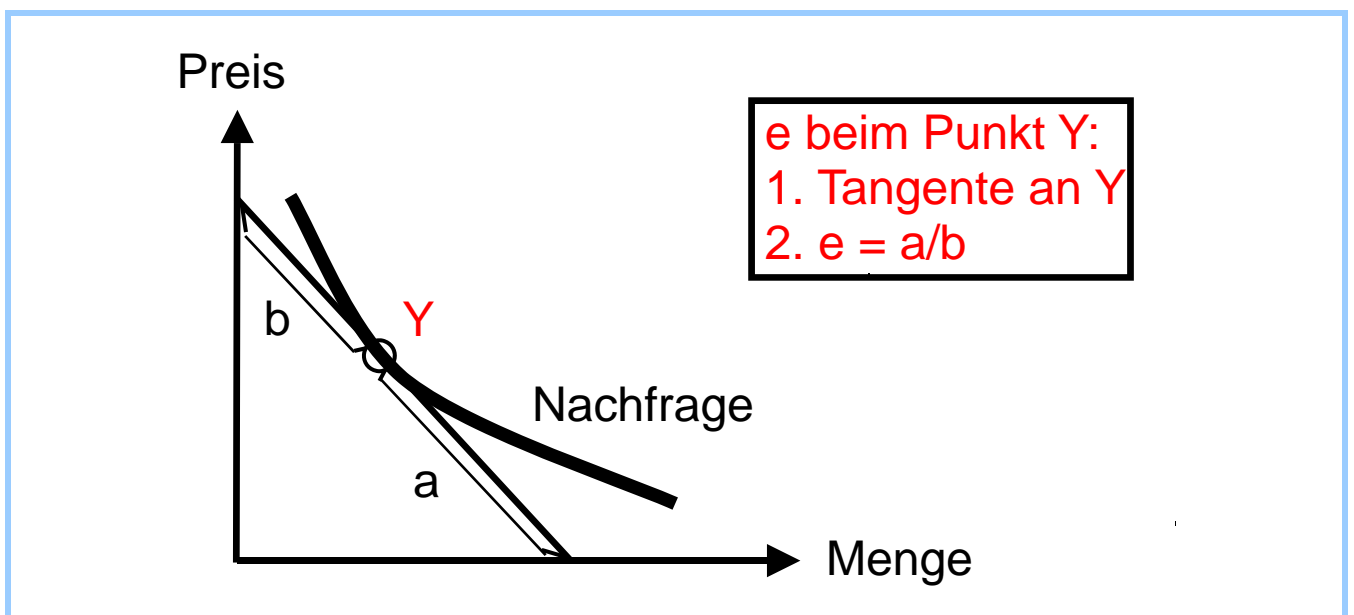 Preis
e beim Punkt Y:
1. Tangente an Y
2. e = a/b
b
Y
Nachfrage
a
Menge